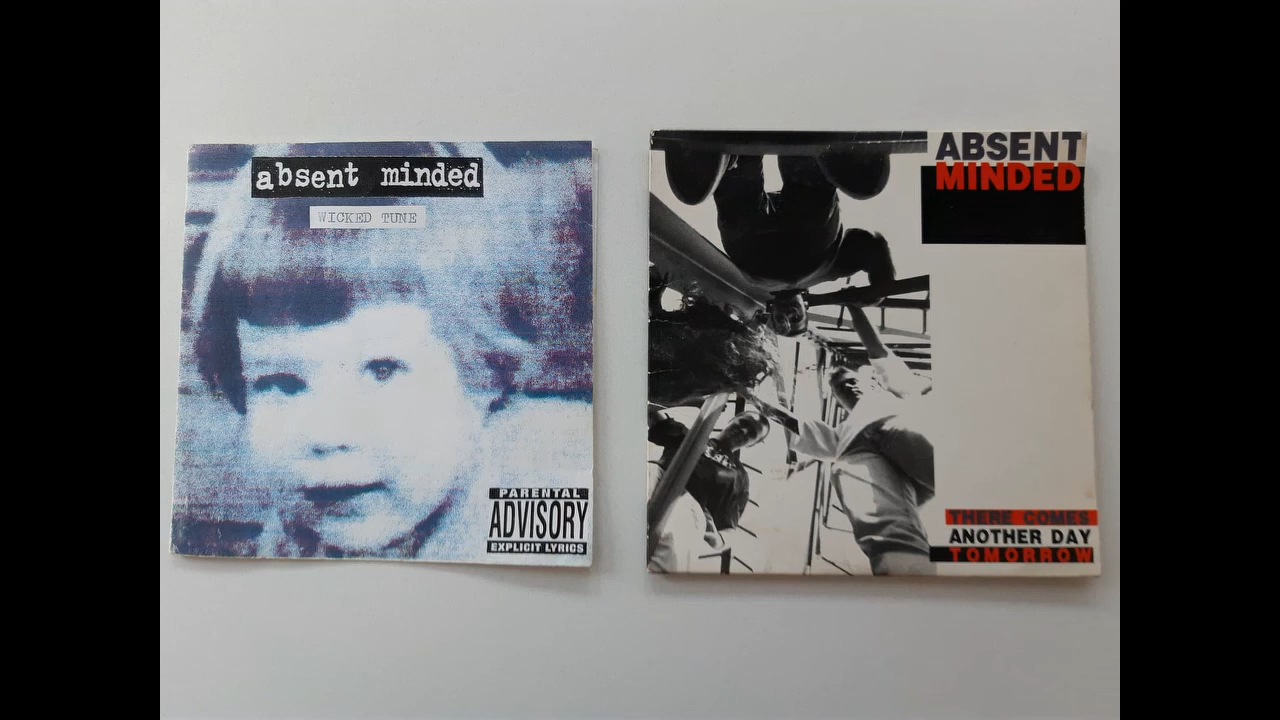 absent minded
WICKED TUNE
PARENTAL
ADVISORY
EXPLICIT LYRICS
ABSENT
MINDED
THERE COMES
ANOTHER DAY
TOMORROW